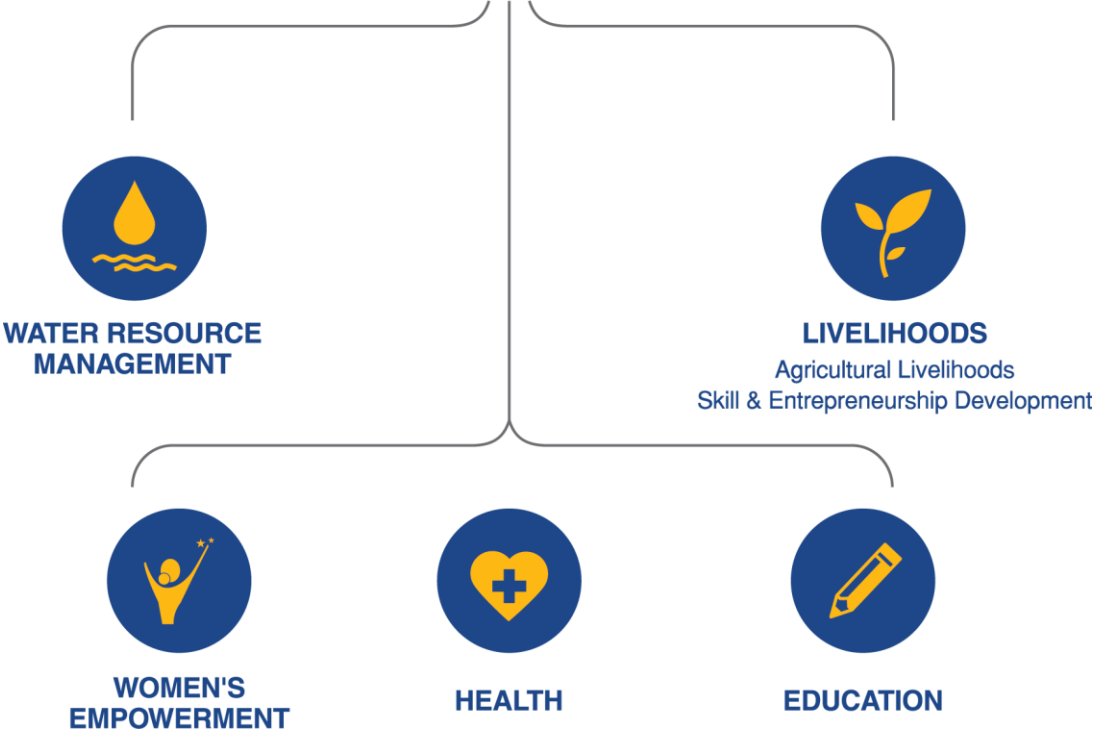 WATER RESOURCE
MANAGEMENT
LIVELIHOODS
Agricultural Livelihoods
Skill & Entrepreneurship Development
WOMEN'S
EMPOWERMENT
HEALTH
EDUCATION